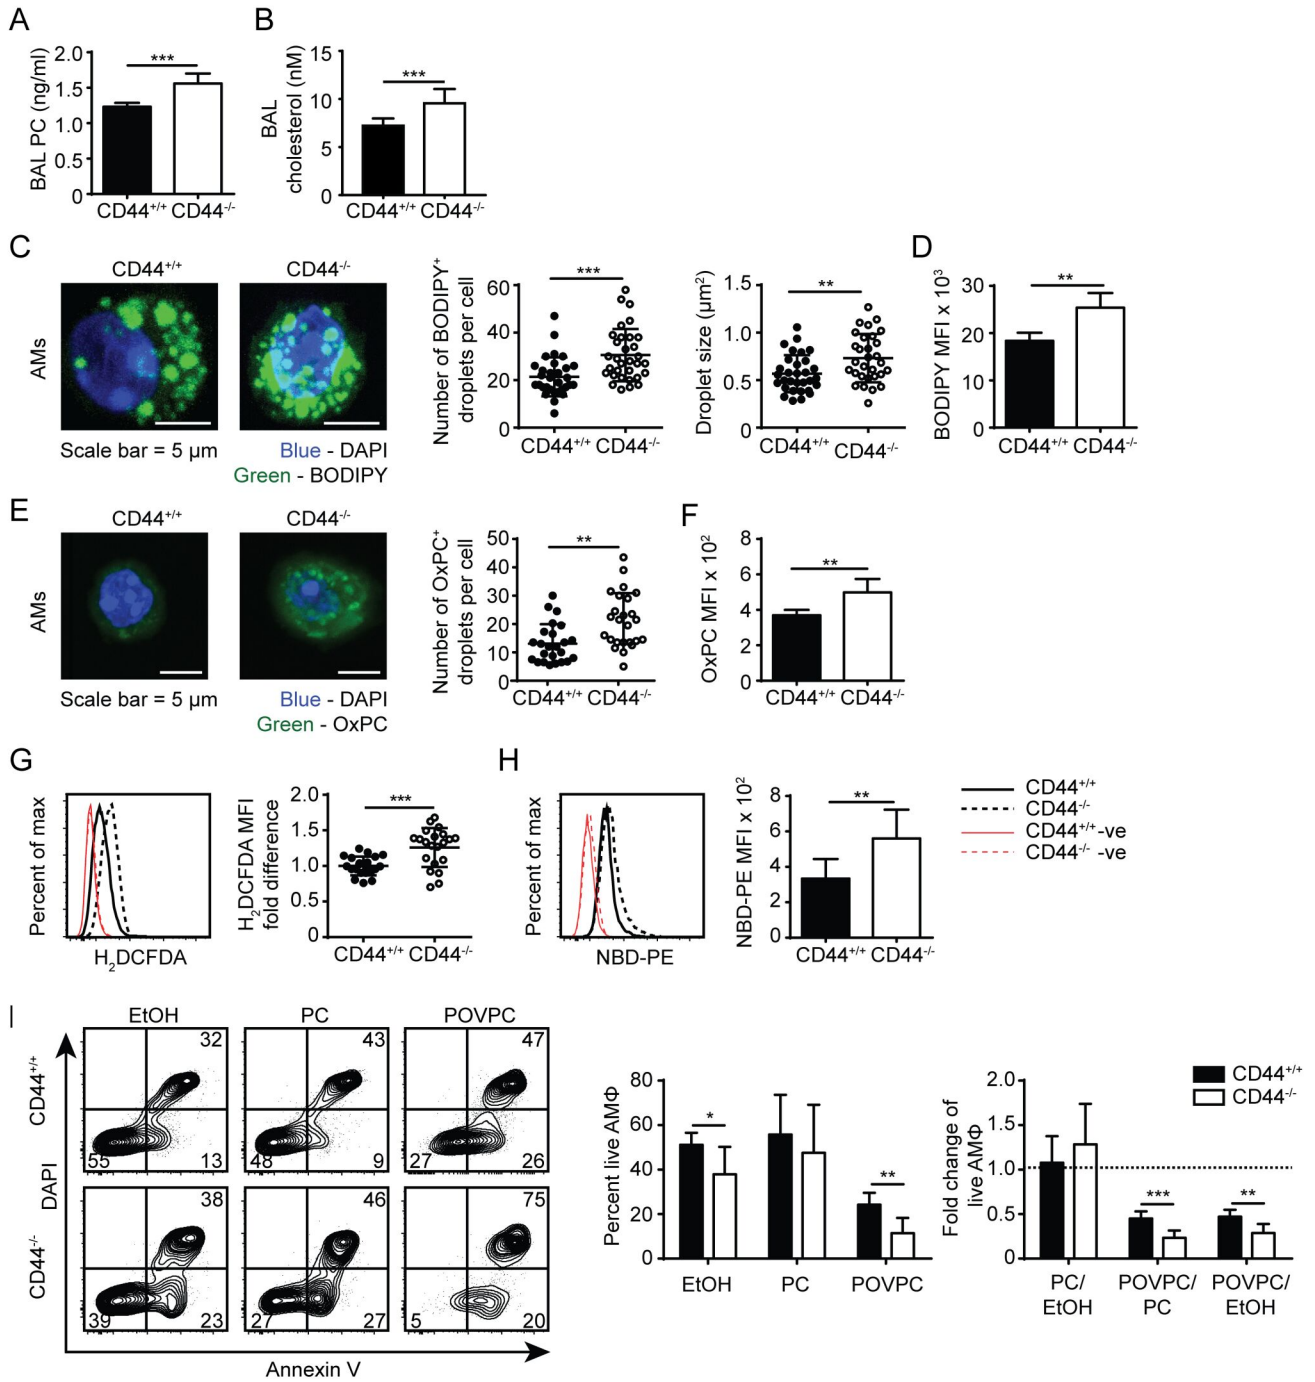 A
BAL PC (ng/ml)
2.0
1.5
1.0
0.5
0
***
CD44+/+ CD44-/-
B
BAL
cholesterol (nM)
15
10
5
0
***
CD44+/+ CD44-/-
C
CD44+/+ CD44-/-
AMs
Scale bar = 5 µm
Blue - DAPI
Green - BODIPY
Number of BODIPY+
droplets per cell
60
40
20
0
***
CD44+/+ CD44-/-
Droplet size (µm2)
1.5
1.0
0.5
0
**
CD44+/+ CD44-/-
D
BODIPY MFI x 10³
30
20
10
0
**
CD44+/+ CD44-/-
E
CD44+/+ CD44-/-
AMs
Scale bar = 5 µm
Blue - DAPI
Green - OxPC
Number of OxPC+
droplets per cell
50
40
30
20
10
0
**
CD44+/+ CD44-/-
F
OxPC MFI x 10²
8
6
4
2
0
**
CD44+/+ CD44-/-
G
Percent of max
H2DCFDA
H2DCFDA MFI
fold difference
2.0
1.5
1.0
0.5
0
***
CD44+/+ CD44-/-
H
Percent of max
NBD-PE
NBD-PE MFI x 10²
8
6
4
2
0
**
CD44+/+ CD44-/-
CD44+/+
CD44-/-
CD44+/+-ve
CD44-/- -ve
I
EtOH PC POVPC
CD44+/+
32
55 13
43
48 9
47
27 26
DAPI
CD44-/-
38
39 23
46
27 27
75
5 20
Annexin V
Percent live AMΦ
80
60
40
20
0
*
**
EtOH PC POVPC
Fold change of
live AMΦ
2.0
1.5
1.0
0.5
0
***
**
PC/ POVPC/ POVPC/
EtOH PC EtOH
CD44+/+
CD44-/-